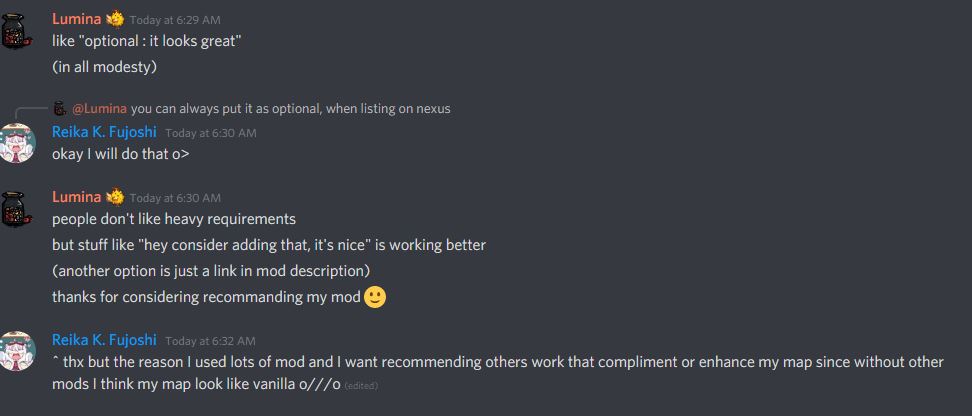 Lumina Today at 6:29 AM
like "optional : it looks great"
(in all modesty)
@Lumina you can always put it as optional, when listing on nexus
Reika K. Fujoshi Today at 6:30 AM
okay I will do that o>
Lumina Today at 6:30 AM
people don't like heavy requirements
but stuff like "hey consider adding that, it's nice" is working better
(another option is just a link in mod description)
thanks for considering recommanding my mod
Reika K. Fujoshi Today at 6:32 AM
^ thx but the reason I used lots of mod and I want recommending others work that compliment or enhance my map since without other
mods I think my map look like vanilla o///o (edited)